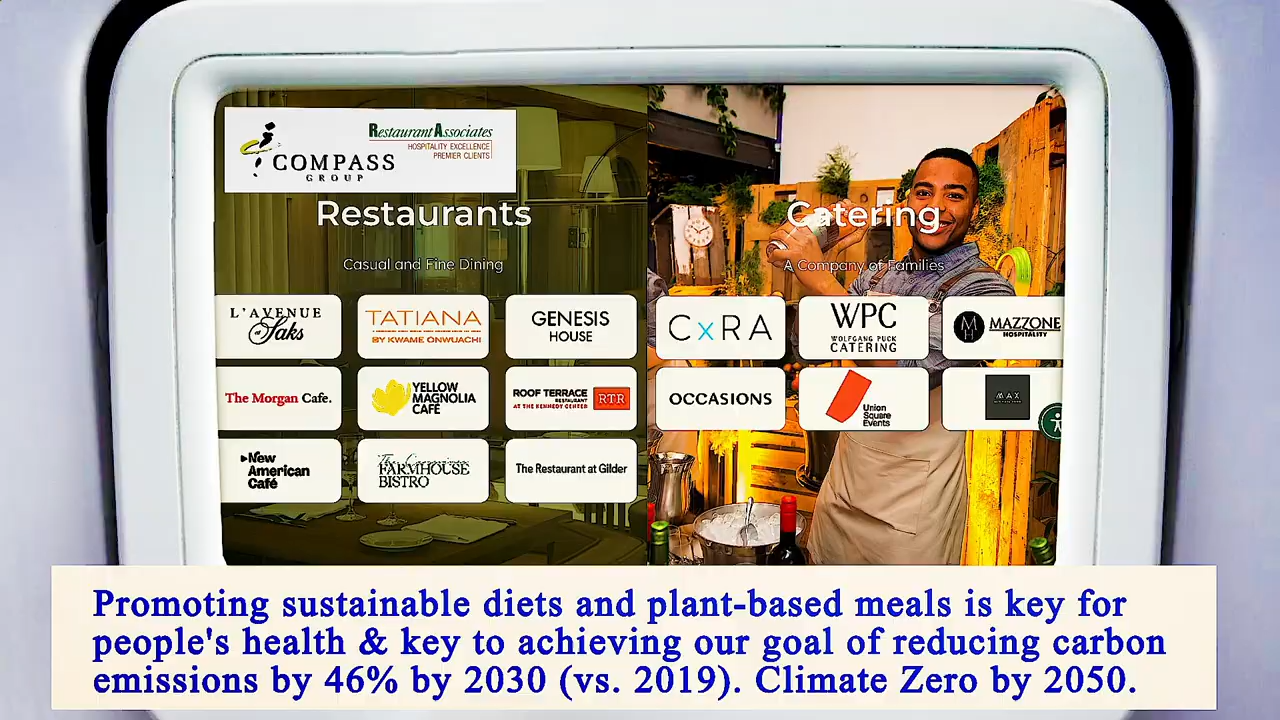 COMPASS
GROUP
Restaurant Associates
HOSPITALITY EXCELLENCE
PREMIER CLIENTS
Restaurants
Casual and Fine Dining
L'AVENUE
Saks
TATIANA
BY KWAME ONWUACHI
GENESIS
HOUSE
The Morgan Cafe.
YELLOW
MAGNOLIA
CAFÉ
ROOF TERRACE
RESTAURANT
AT THE KENNEDY CENTER
RTR
New
American
Café
FARMHOUSE
BISTRO
The Restaurant at Gilder
Catering
A Company of Families
CxRA
WPC
WOLFGANG PUCK
CATERING
MH
MAZZONE
HOSPITALITY
OCCASIONS
Union
Square
Events
MAX
Promoting sustainable diets and plant-based meals is key for
people's health & key to achieving our goal of reducing carbon
emissions by 46% by 2030 (vs. 2019). Climate Zero by 2050.